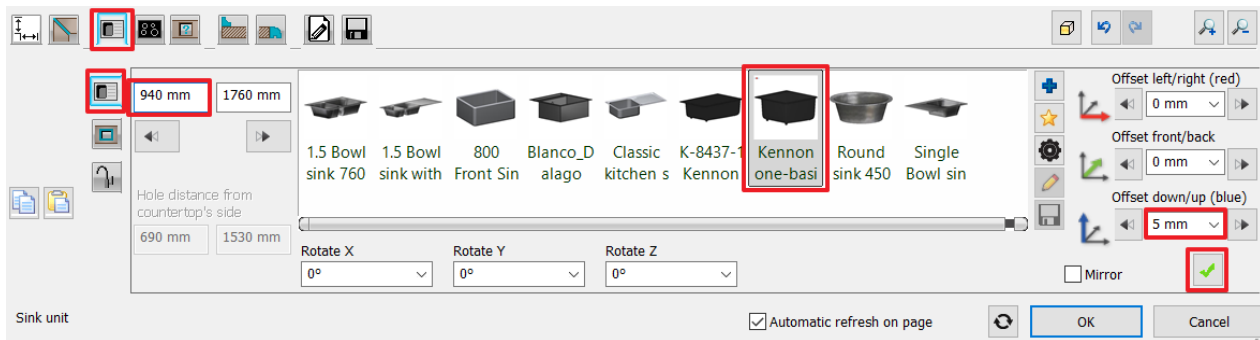 940 mm
1760 mm
Hole distance from
countertop's side
690 mm
1530 mm
1.5 Bowl
sink 760
1.5 Bowl
sink with
800
Front Sin
Blanco_D
alago
Classic
kitchen s
K-8437-1
Kennon
Kennon
one-basi
Round
sink 450
Single
Bowl sin
Rotate X
0°
Rotate Y
0°
Rotate Z
0°
Offset left/right (red)
0 mm
Offset front/back
0 mm
Offset down/up (blue)
5 mm
Mirror
Sink unit
Automatic refresh on page
OK
Cancel